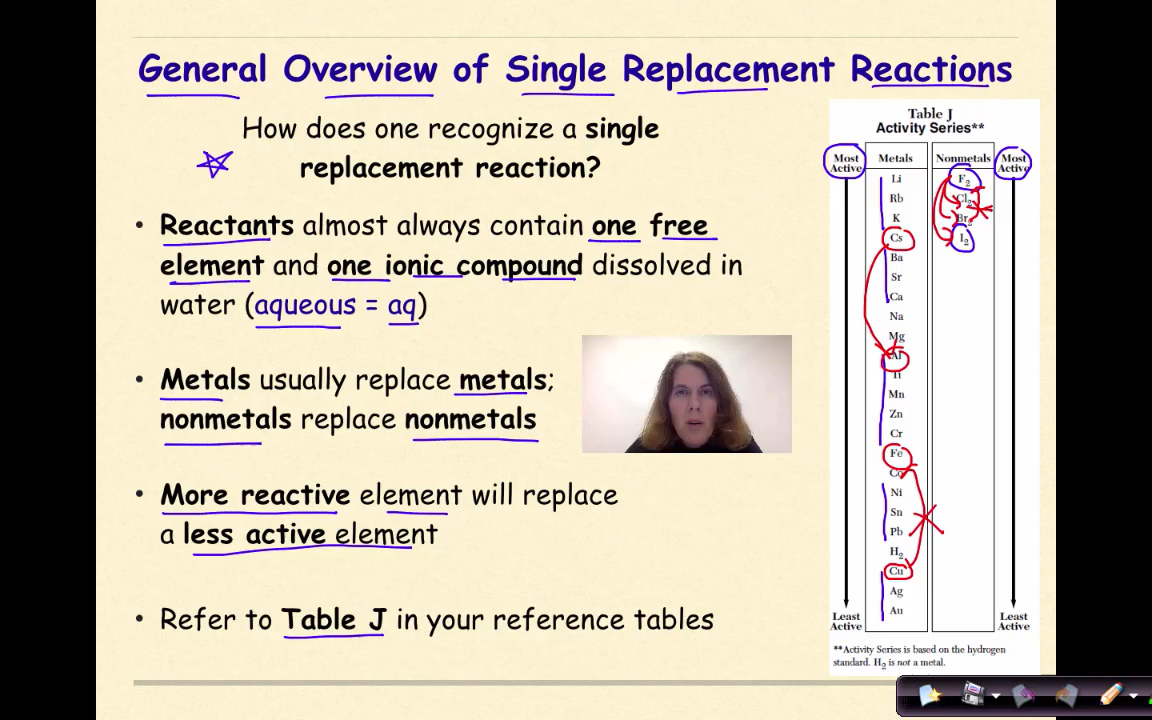 General Overview of Single Replacement Reactions
How does one recognize a single
replacement reaction?
• Reactants almost always contain one free
element and one ionic compound dissolved in
water (aqueous = aq)
• Metals usually replace metals;
nonmetals replace nonmetals
• More reactive element will replace
a less active element
• Refer to Table J in your reference tables
Table J
Activity Series**
Most
Active
Metals
Nonmetals
Most
Active
Li
Rb
K
Cs
Ba
Sr
Ca
Na
Mg
Al
Ti
Mn
Zn
Cr
Fe
Co
Ni
Sn
Pb
H2
Cu
Ag
Au
F2
Cl2
Br2
I2
Least
Active
Least
Active
**Activity Series is based on the hydrogen
standard. H2 is not a metal.